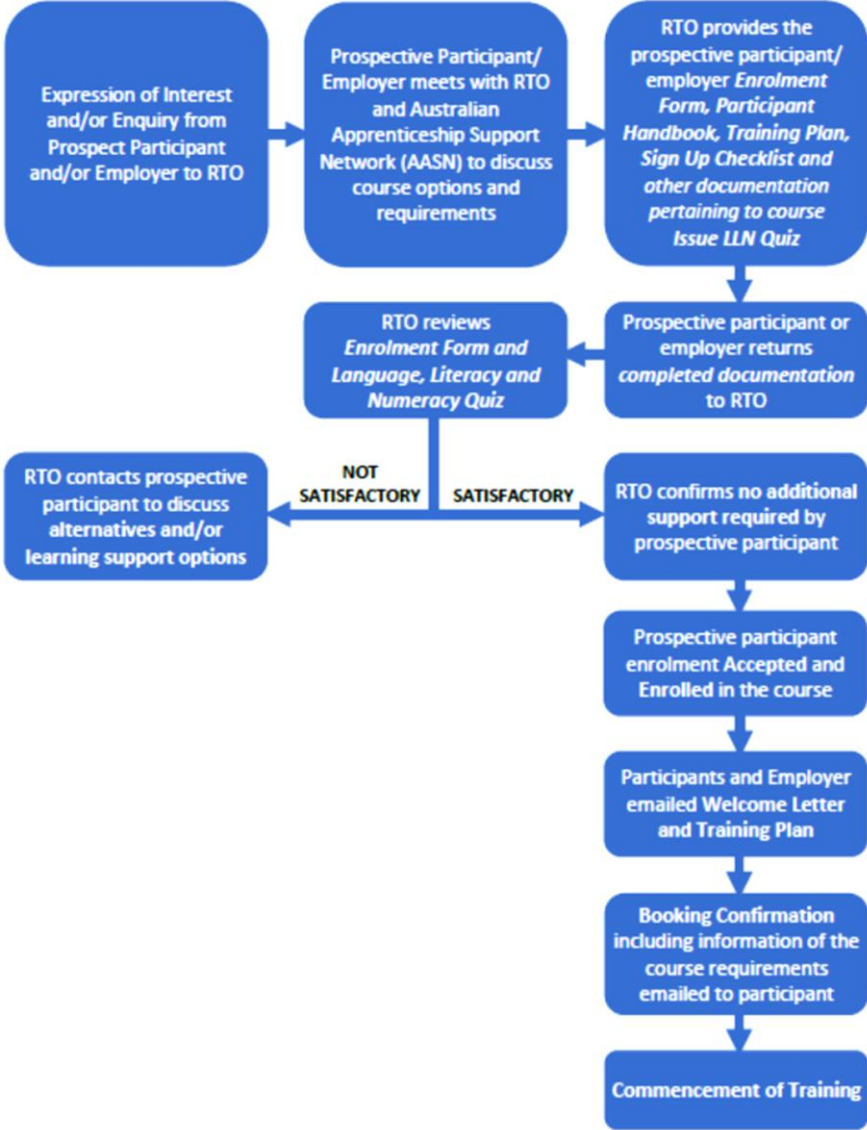 Expression of Interest
and/or Enquiry from
Prospect Participant
and/or Employer to RTO
Prospective Participant/
Employer meets with RTO
and Australian
Apprenticeship Support
Network (AASN) to discuss
course options and
requirements
RTO provides the
prospective participant/
employer Enrolment
Form, Participant
Handbook, Training Plan,
Sign Up Checklist and
other documentation
pertaining to course
Issue LLN Quiz
Prospective participant or
employer returns
completed documentation
to RTO
RTO reviews
Enrolment Form and
Language, Literacy and
Numeracy Quiz
NOT
SATISFACTORY
SATISFACTORY
RTO contacts prospective
participant to discuss
alternatives and/or
learning support options
RTO confirms no additional
support required by
prospective participant
Prospective participant
enrolment Accepted and
Enrolled in the course
Participants and Employer
emailed Welcome Letter
and Training Plan
Booking Confirmation
including information of the
course requirements
emailed to participant
Commencement of Training